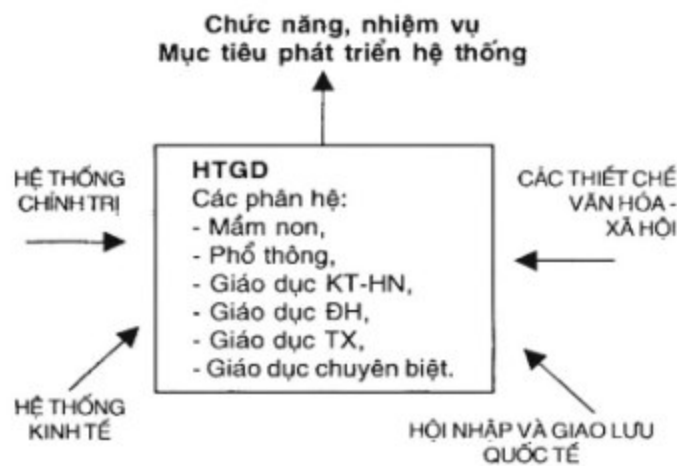 Chức năng, nhiệm vụ
Mục tiêu phát triển hệ thống
HỆ THỐNG
CHÍNH TRỊ
HTGD
Các phân hệ:
- Mầm non,
- Phổ thông,
- Giáo dục KT-HN,
- Giáo dục ĐH,
- Giáo dục TX,
- Giáo dục chuyên biệt.
CÁC THIẾT CHẾ
VĂN HÓA -
XÃ HỘI
HỆ THỐNG
KINH TẾ
HỘI NHẬP VÀ GIAO LƯU
QUỐC TẾ